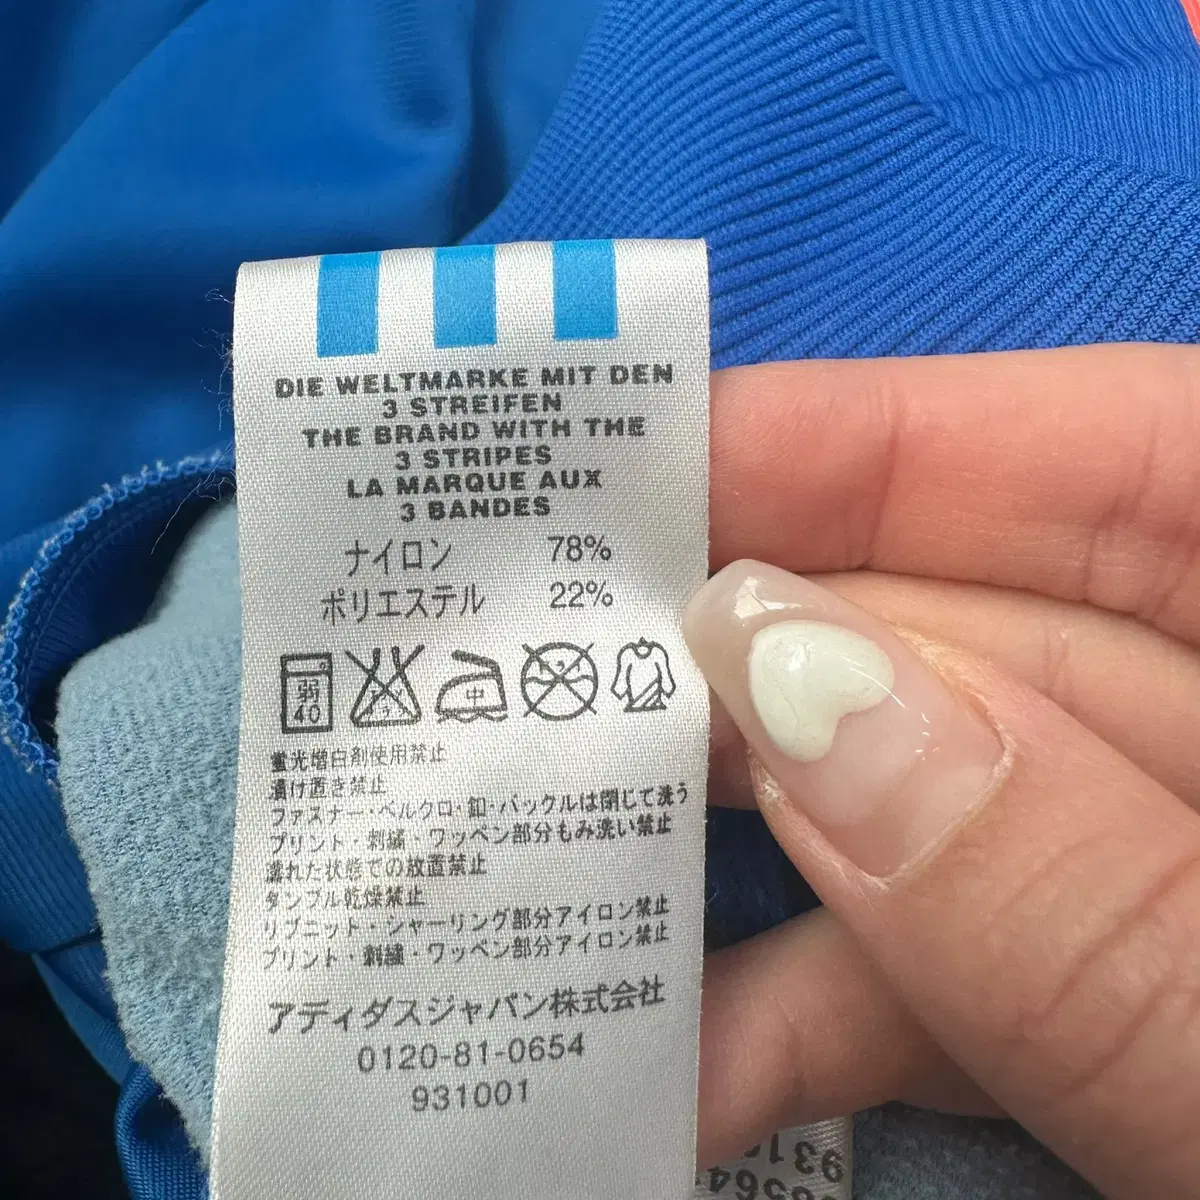 DIE WELTMARKE MIT DEN
3 STREIFEN
THE BRAND WITH THE
3 STRIPES
LA MARQUE AUX
3 BANDES
ナイロン 78%
ポリエステル 22%
弱
40
中
蛍光増白剤使用禁止
漬け置き禁止
ファスナー・ベルクロ・釦・バックルは閉じて洗う
プリント・刺繍・ワッペン部分もみ洗い禁止
濡れた状態での放置禁止
タンブル乾燥禁止
リブニット・シャーリング部分アイロン禁止
プリント・刺繍・ワッペン部分アイロン禁止
アディダスジャパン株式会社
0120-81-0654
931001